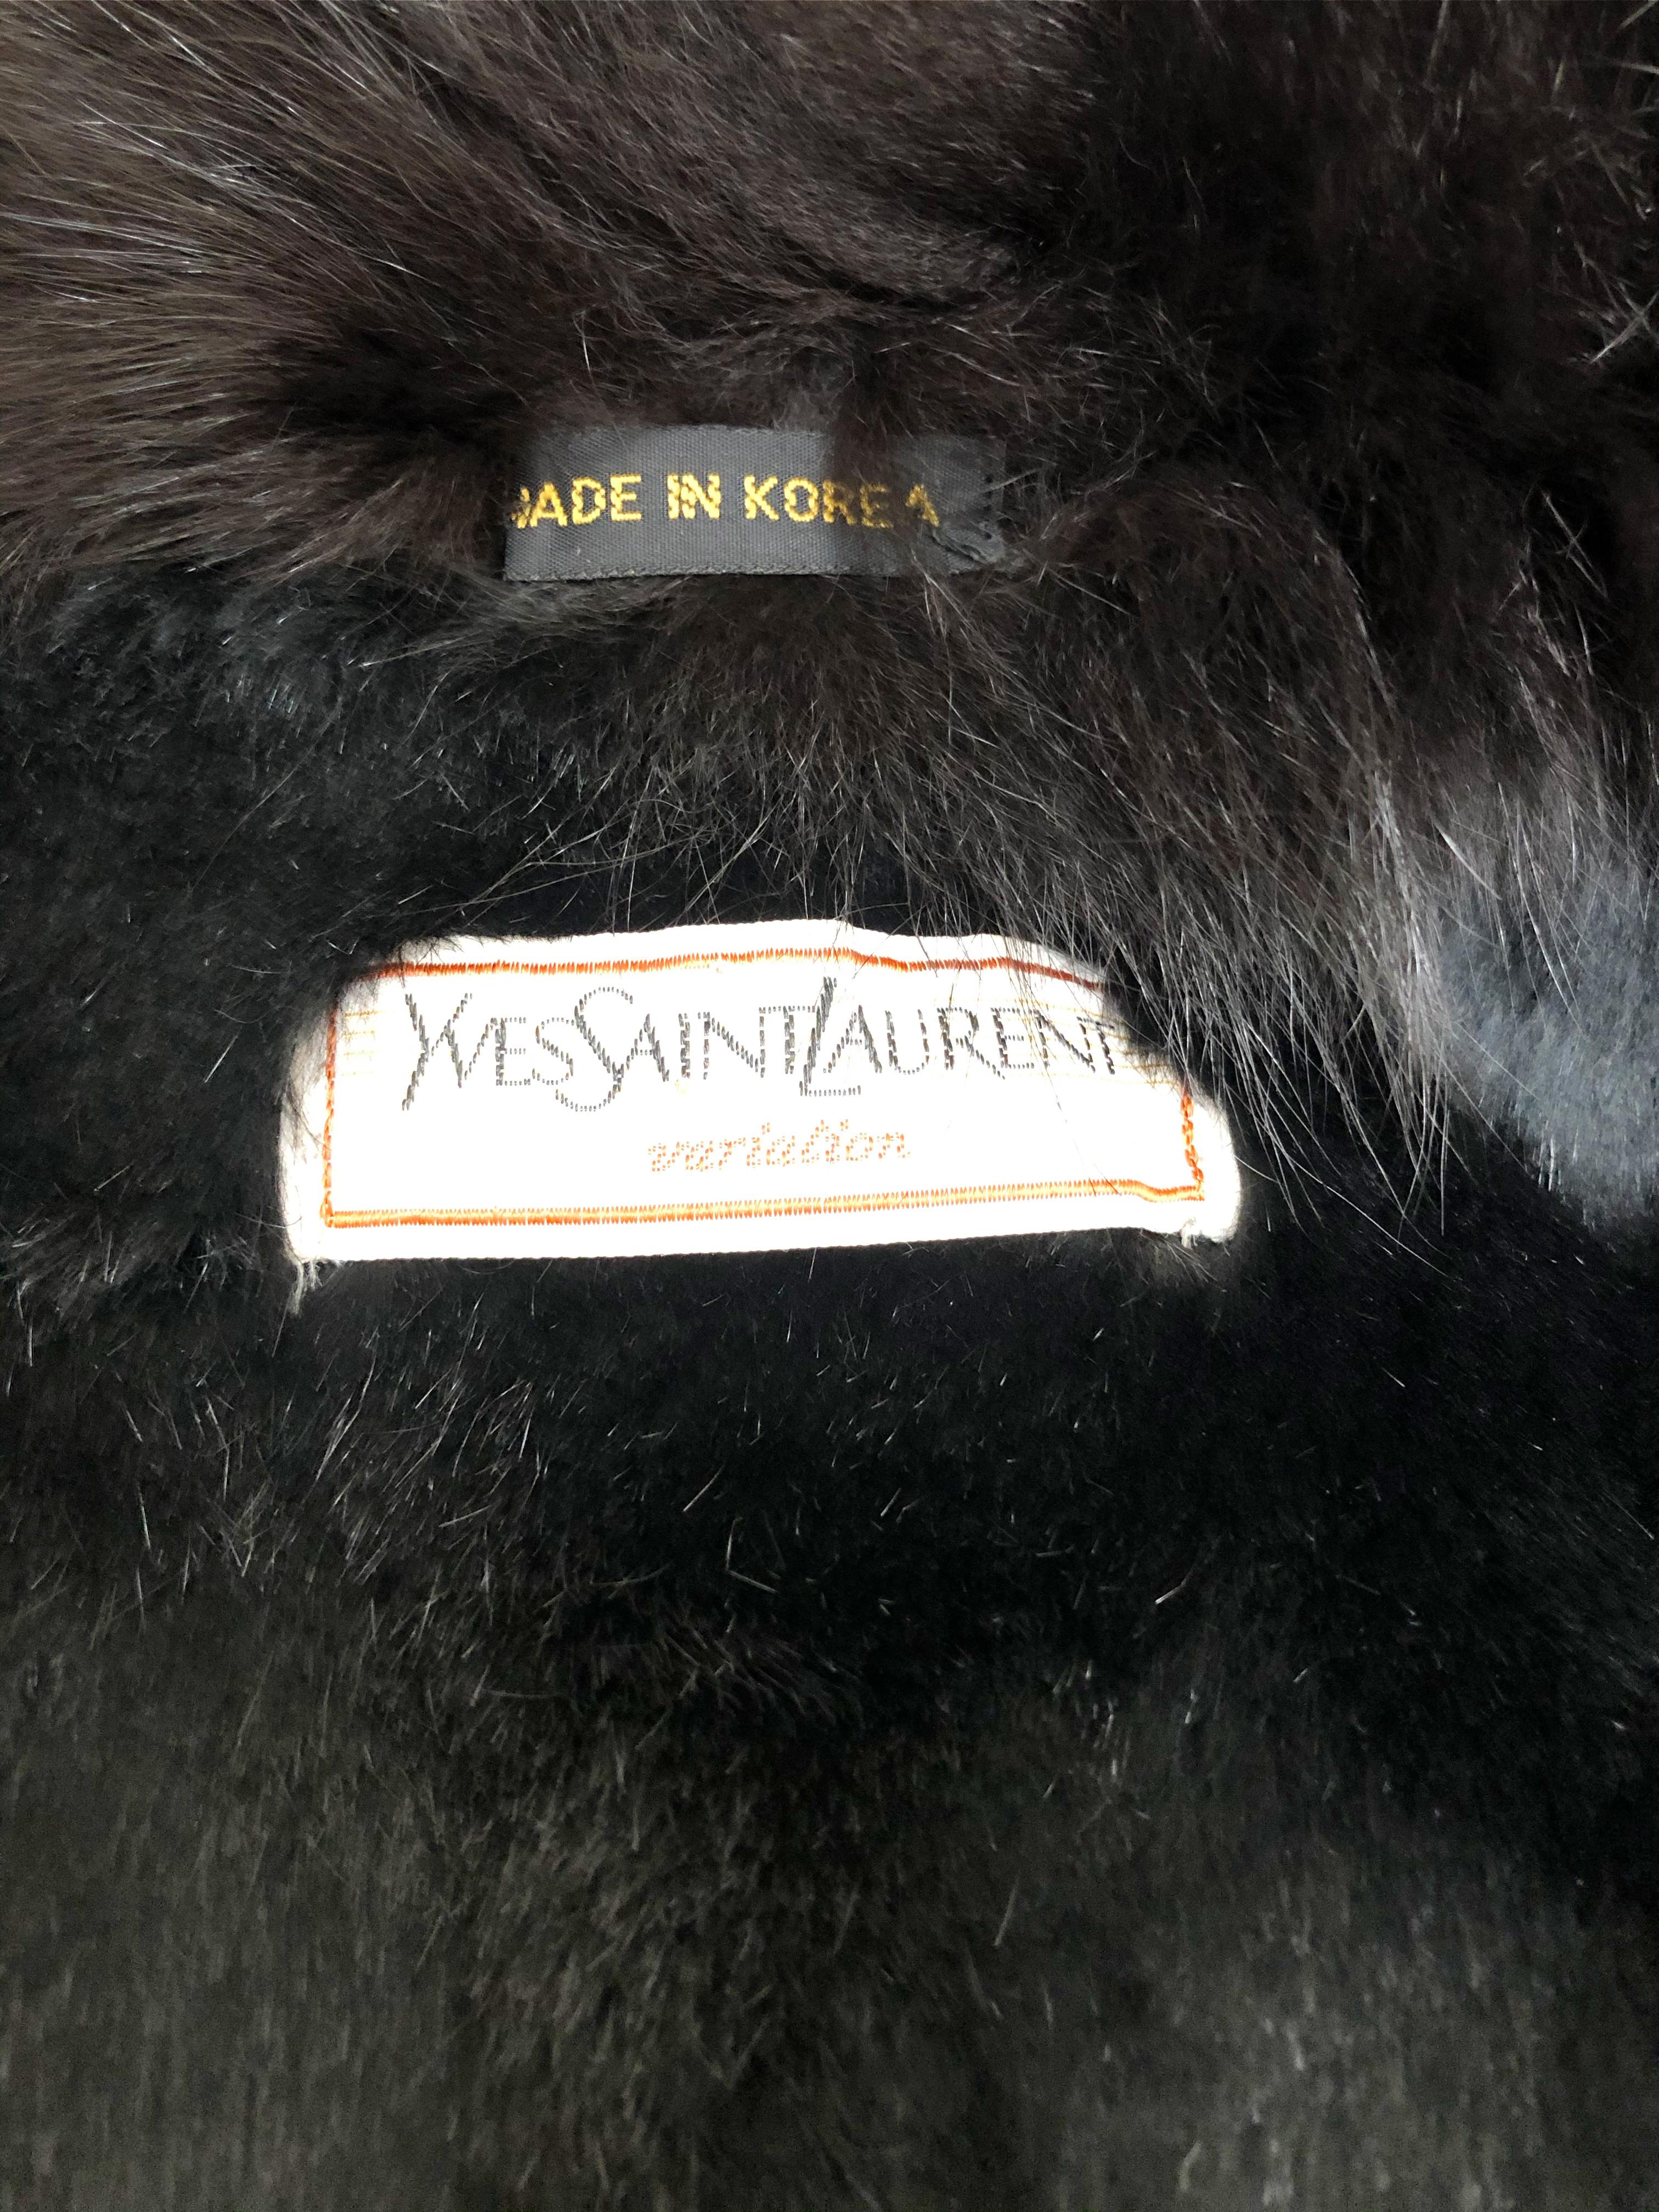 MADE IN KOREA
YVESSAINTLAURENT
variation